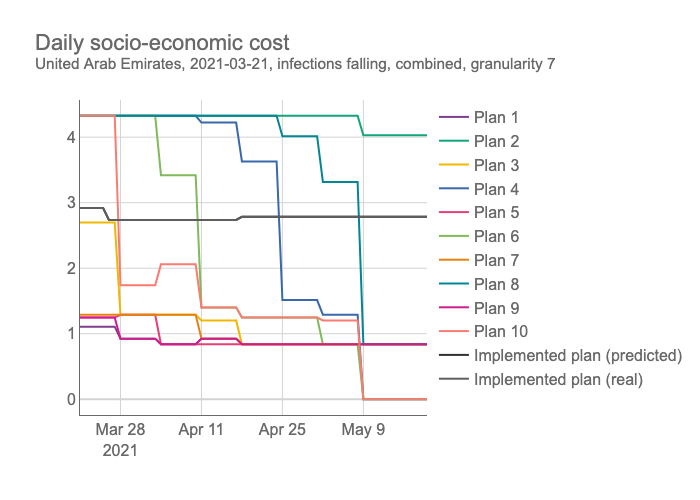 Daily socio-economic cost
United Arab Emirates, 2021-03-21, infections falling, combined, granularity 7
4
3
2
1
0
Mar 28
2021
Apr 11
Apr 25
May 9
Plan 1
Plan 2
Plan 3
Plan 4
Plan 5
Plan 6
Plan 7
Plan 8
Plan 9
Plan 10
Implemented plan (predicted)
Implemented plan (real)